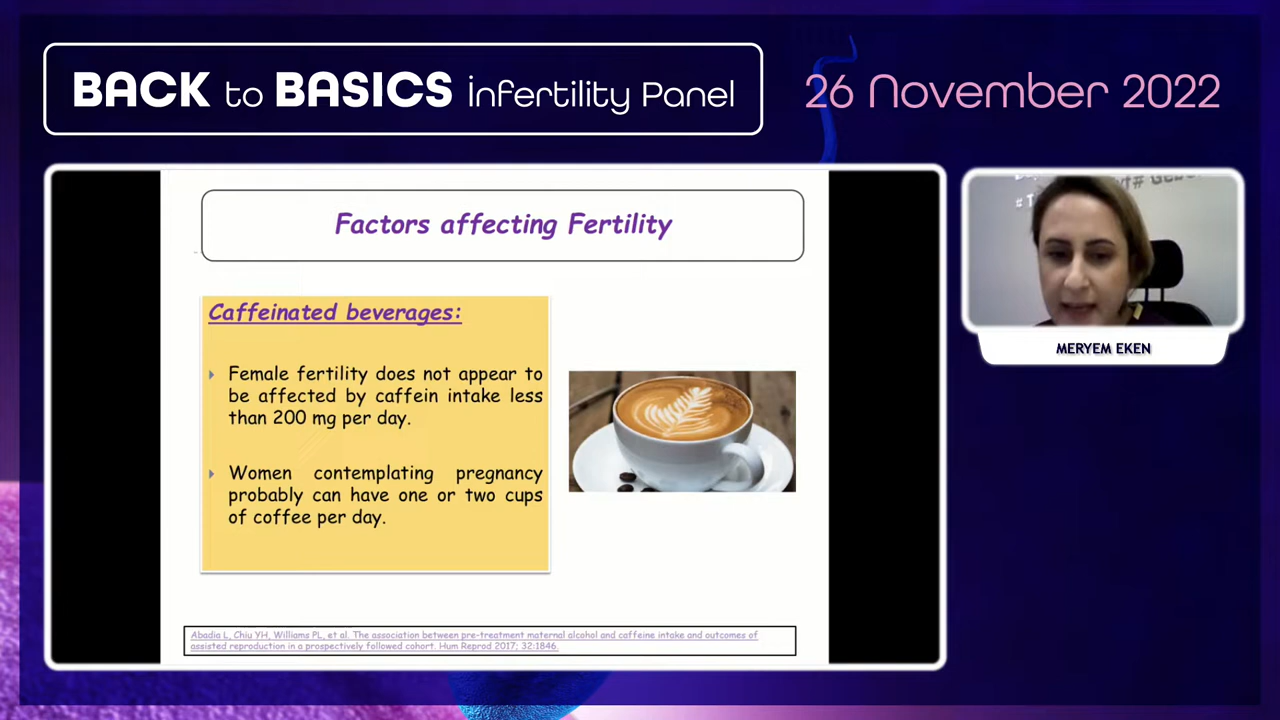 BACK to BASICS infertility Panel
26 November 2022
Factors affecting Fertility
Caffeinated beverages:
Female fertility does not appear to
be affected by caffein intake less
than 200 mg per day.
Women contemplating pregnancy
probably can have one or two cups
of coffee per day.
Abadia L, Chiu YH, Williams PL, et al. The association between pre-treatment maternal alcohol and caffeine intake and outcomes of
assisted reproduction in a prospectively followed cohort. Hum Reprod 2017; 32:1846.
MERYEM EKEN